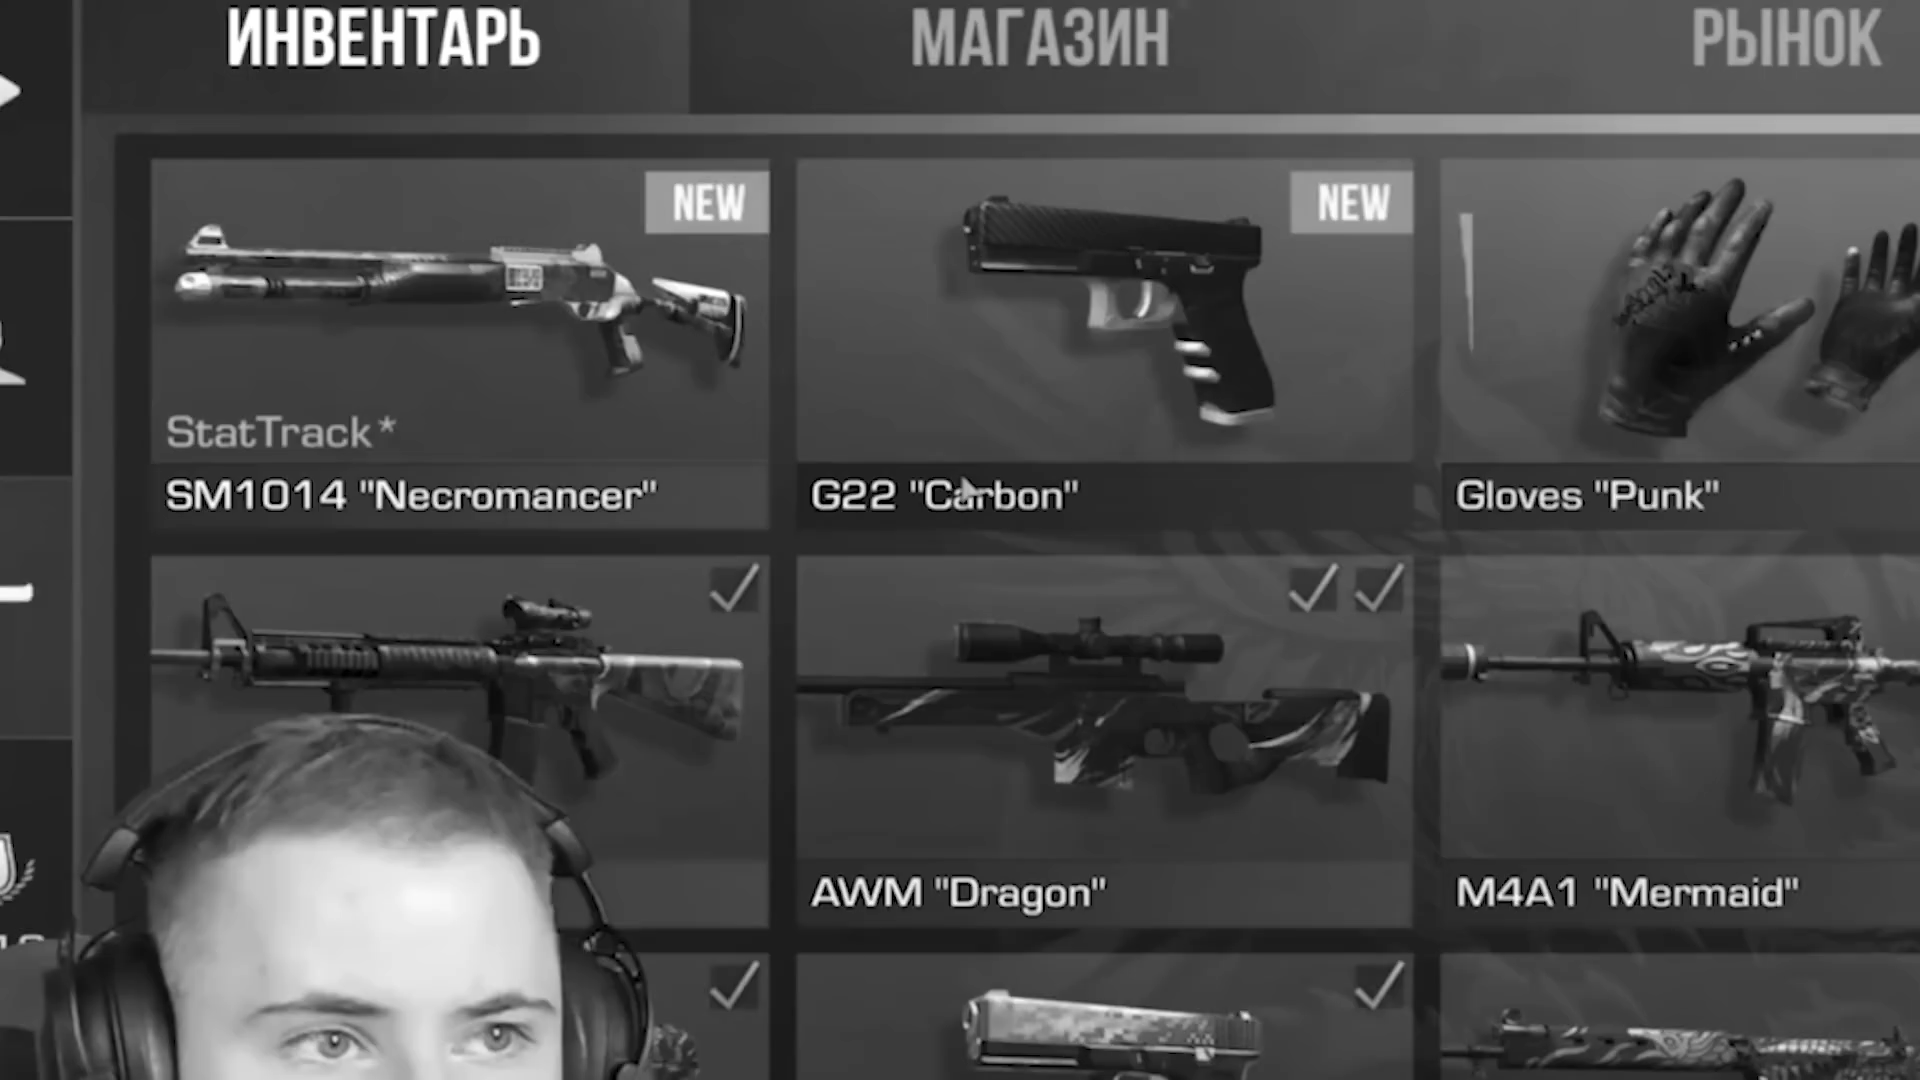 ИНВЕНТАРЬ
МАГАЗИН
РЫНОК
NEW
NEW
StatTrack*
SM1014 "Necromancer"
G22 "Carbon"
Gloves "Punk"
AWM "Dragon"
M4A1 "Mermaid"